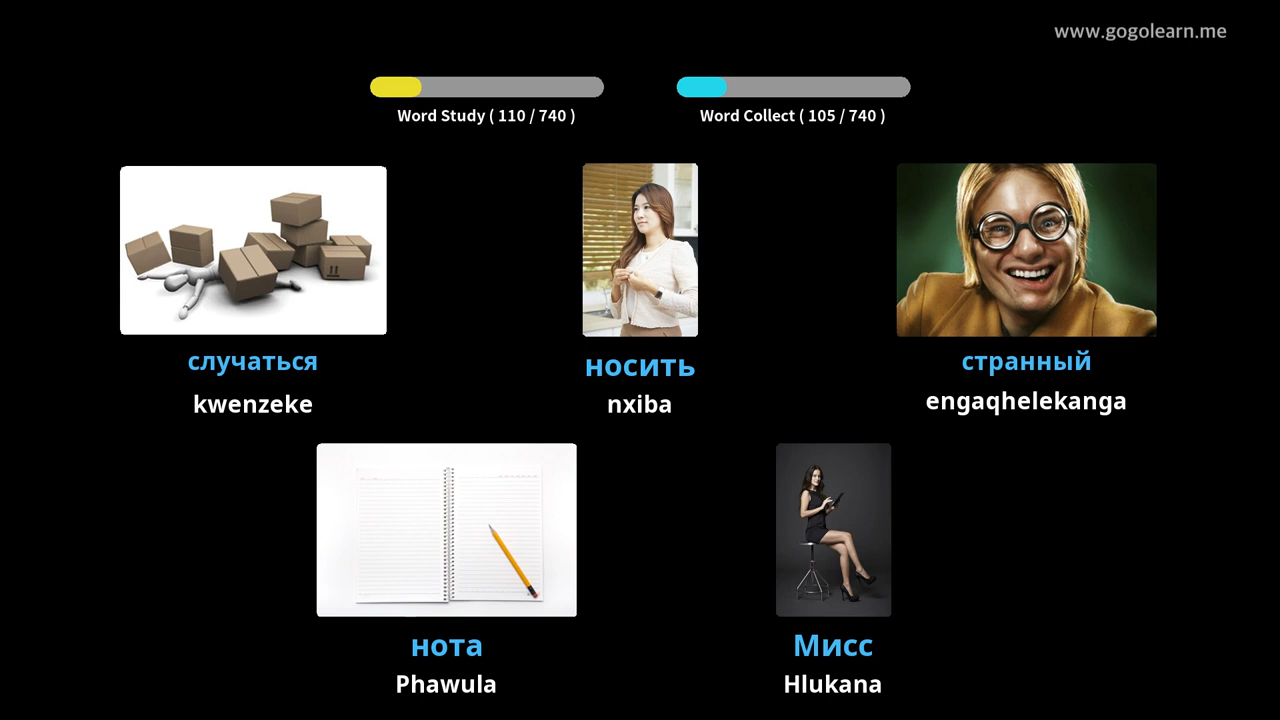 www.gogolearn.me
Word Study ( 110 / 740 )
Word Collect ( 105 / 740 )
случаться
носить
странный
kwenzeke
nxiba
engaqhelekanga
нота
Мисс
Phawula
Hlukana